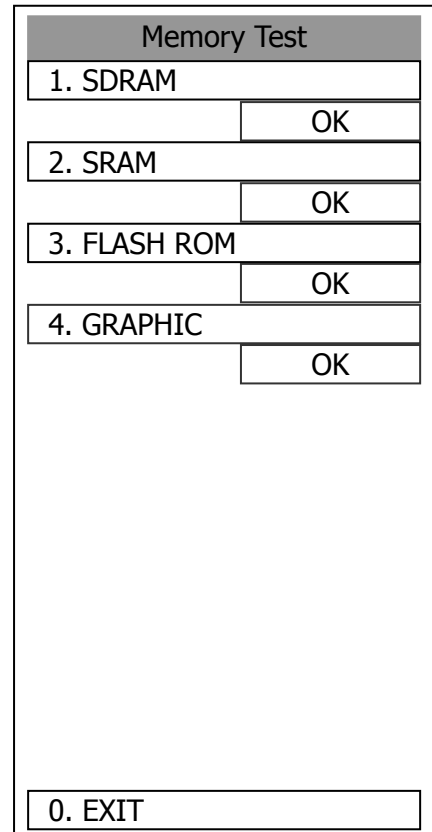 Memory Test
1. SDRAM
OK
2. SRAM
OK
3. FLASH ROM
OK
4. GRAPHIC
OK
0. EXIT